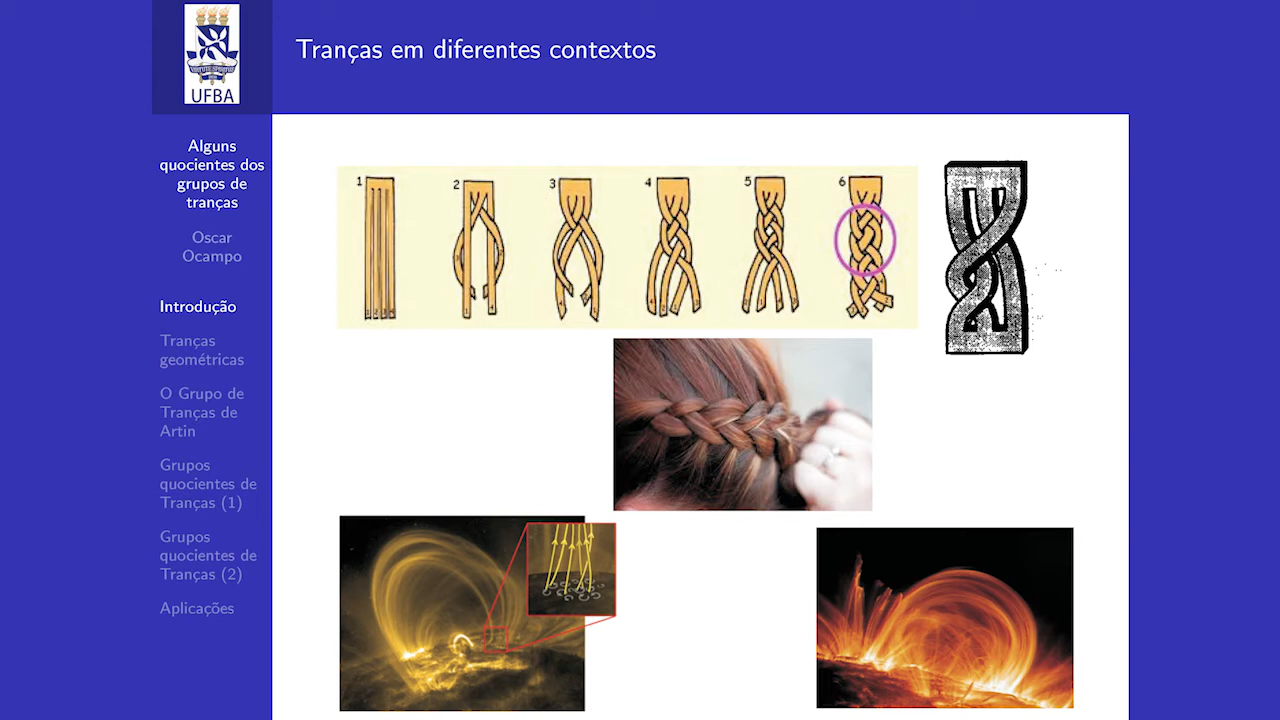 UFBA
Tranças em diferentes contextos
Alguns
quocientes dos
grupos de
tranças
Oscar
Ocampo
Introdução
Tranças
geométricas
O Grupo de
Tranças de
Artin
Grupos
quocientes de
Tranças (1)
Grupos
quocientes de
Tranças (2)
Aplicações
1 2 3 4 5 6